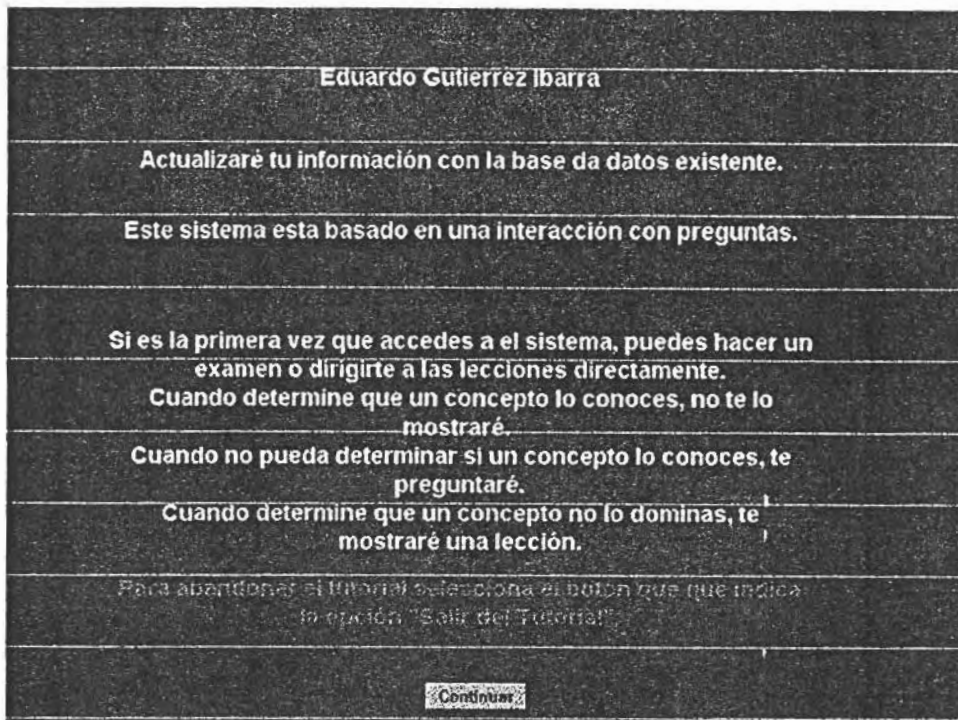 Eduardo Gutierrez Ibarra
Actualizaré tu información con la base da datos existente.
Este sistema esta basado en una interacción con preguntas.
Si es la primera vez que accedes a el sistema, puedes hacer un
examen o dirigirte a las lecciones directamente.
Cuando determine que un concepto lo conoces, no te lo
mostraré.
Cuando no pueda determinar si un concepto lo conoces, te
preguntaré.
Cuando determine que un concepto no lo dominas, te
mostraré una lección.
Para abandonar el tutorial selecciona el boton que que indica
la opción "Salir del Tutorial".
Continuar